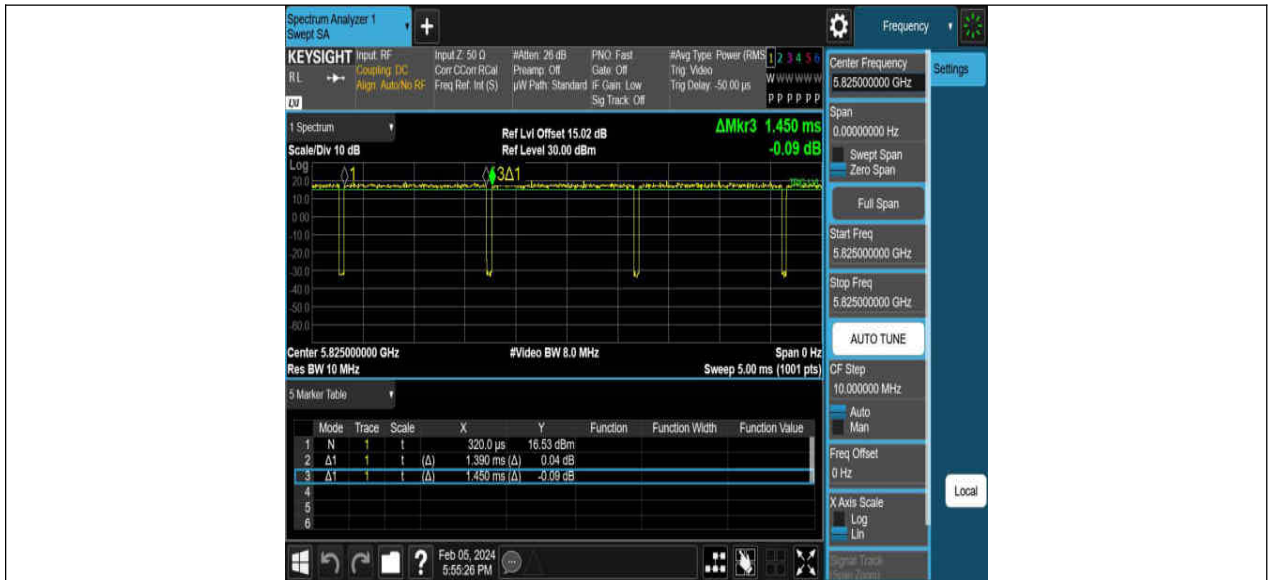 Spectrum Analyzer 1
Swept SA
Frequency
KEYSIGHT
RL
Input: RF
Coupling: DC
Align: Auto/No RF
Input Z: 50 Ω
Corr CCorr RCal
Freq Ref: Int (S)
#Atten: 26 dB
Preamp: Off
µW Path: Standard
PNO: Fast
Gate: Off
IF Gain: Low
Sig Track: Off
#Avg Type: Power (RMS
Trig: Video
Trig Delay: -50.00 µs
1 2 3 4 5 6
W W W W W W
P P P P P P
Center Frequency
5.825000000 GHz
Settings
Span
0.00000000 Hz
Swept Span
Zero Span
Full Span
Start Freq
5.825000000 GHz
Stop Freq
5.825000000 GHz
AUTO TUNE
CF Step
10.000000 MHz
Auto
Man
Freq Offset
0 Hz
X Axis Scale
Log
Lin
Signal Track
(Span Zoom)
Local
1 Spectrum
Scale/Div 10 dB
Ref Lvl Offset 15.02 dB
Ref Level 30.00 dBm
ΔMkr3 1.450 ms
-0.09 dB
Log
20.0
10.0
0.00
-10.0
-20.0
-30.0
-40.0
-50.0
-60.0
1
3Δ1
Center 5.825000000 GHz
Res BW 10 MHz
#Video BW 8.0 MHz
Span 0 Hz
Sweep 5.00 ms (1001 pts)
5 Marker Table
Mode Trace Scale X Y Function Function Width Function Value
1 N 1 t 320.0 µs 16.53 dBm
2 Δ1 1 t (Δ) 1.390 ms (Δ) 0.04 dB
3 Δ1 1 t (Δ) 1.450 ms (Δ) -0.09 dB
4
5
6
Feb 05, 2024
5:55:26 PM